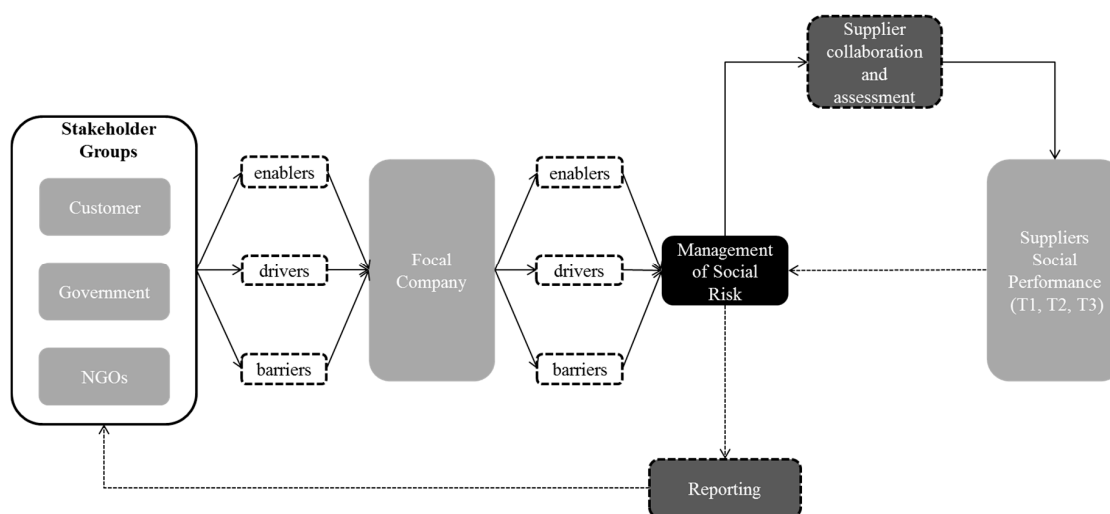 Supplier
collaboration
and
assessment
Stakeholder
Groups
Customer
Government
NGOs
enablers
drivers
barriers
Focal
Company
enablers
drivers
barriers
Management
of Social
Risk
Suppliers
Social
Performance
(T1, T2, T3)
Reporting